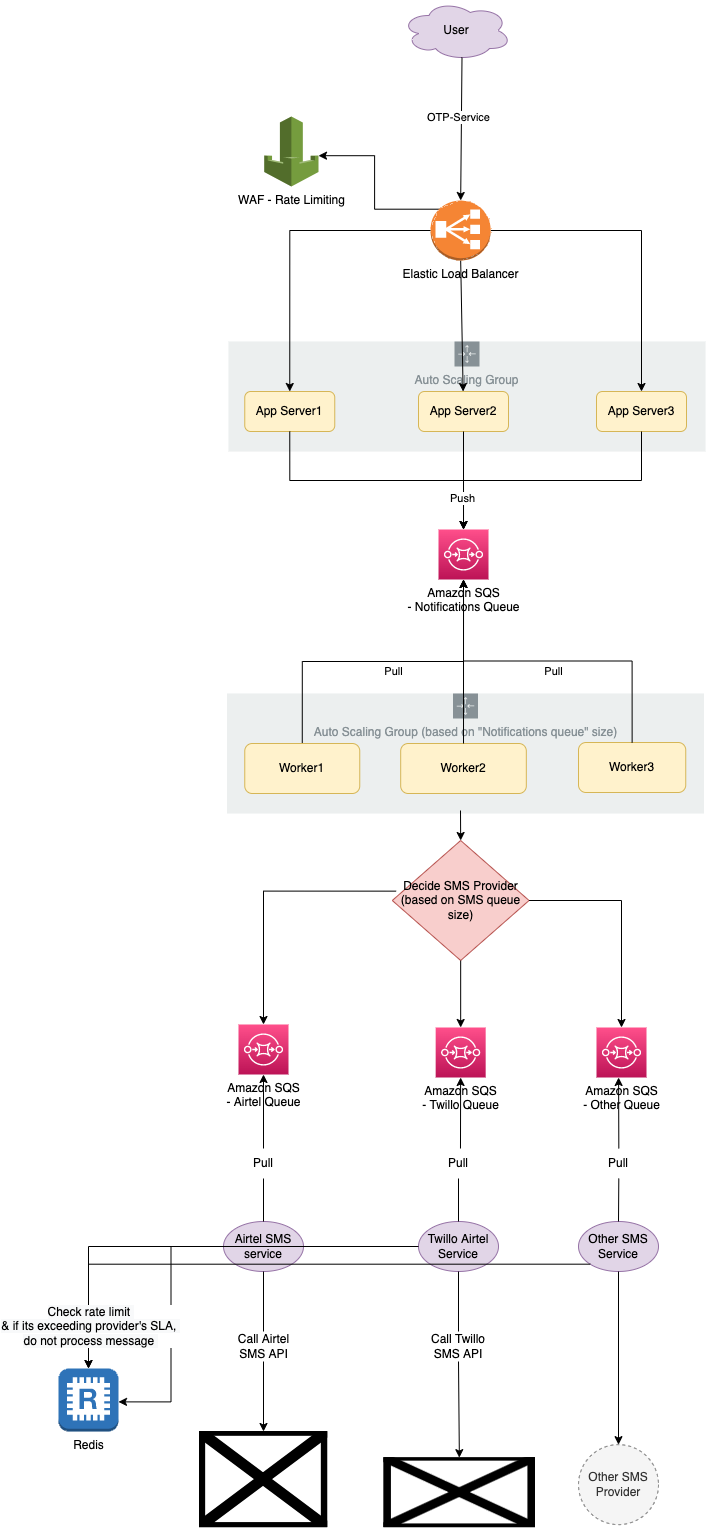 User
OTP-Service
WAF - Rate Limiting
Elastic Load Balancer
Auto Scaling Group
App Server1
App Server2
App Server3
Push
Amazon SQS
- Notifications Queue
Pull
Pull
Auto Scaling Group (based on "Notifications queue" size)
Worker1
Worker2
Worker3
Decide SMS Provider
(based on SMS queue
size)
Amazon SQS
- Airtel Queue
Amazon SQS
- Twillo Queue
Amazon SQS
- Other Queue
Pull
Pull
Pull
Airtel SMS
service
Twillo Airtel
Service
Other SMS
Service
Check rate limit
& if its exceeding provider's SLA,
do not process message
Call Airtel
SMS API
Call Twillo
SMS API
R
Redis
Other SMS
Provider